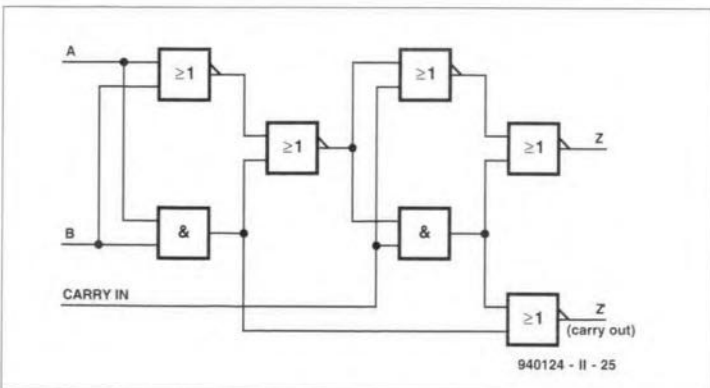 A
≥1
≥1
≥1
≥1
Z
B
&
&
CARRY IN
≥1
Z
(carry out)
940124 - II - 25